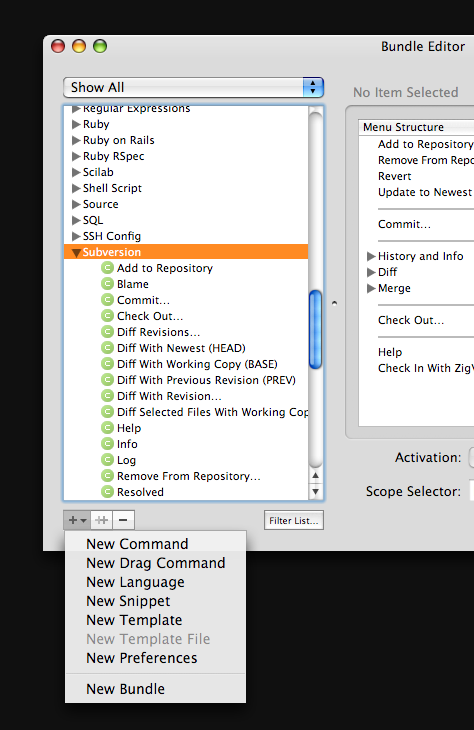 Bundle Editor
Show All
Regular Expressions
Ruby
Ruby on Rails
Ruby RSpec
Scilab
Shell Script
Source
SQL
SSH Config
Subversion
C Add to Repository
C Blame
C Commit…
C Check Out…
C Diff Revisions…
C Diff With Newest (HEAD)
C Diff With Working Copy (BASE)
C Diff With Previous Revision (PREV)
C Diff With Revision…
C Diff Selected Files With Working Cop
C Help
C Info
C Log
C Remove From Repository…
C Resolved
Filter List...
New Command
New Drag Command
New Language
New Snippet
New Template
New Template File
New Preferences
New Bundle
No Item Selected
Menu Structure
Add to Repository
Remove From Repo
Revert
Update to Newest
Commit…
History and Info
Diff
Merge
Check Out…
Help
Check In With ZigV
Activation:
Scope Selector: